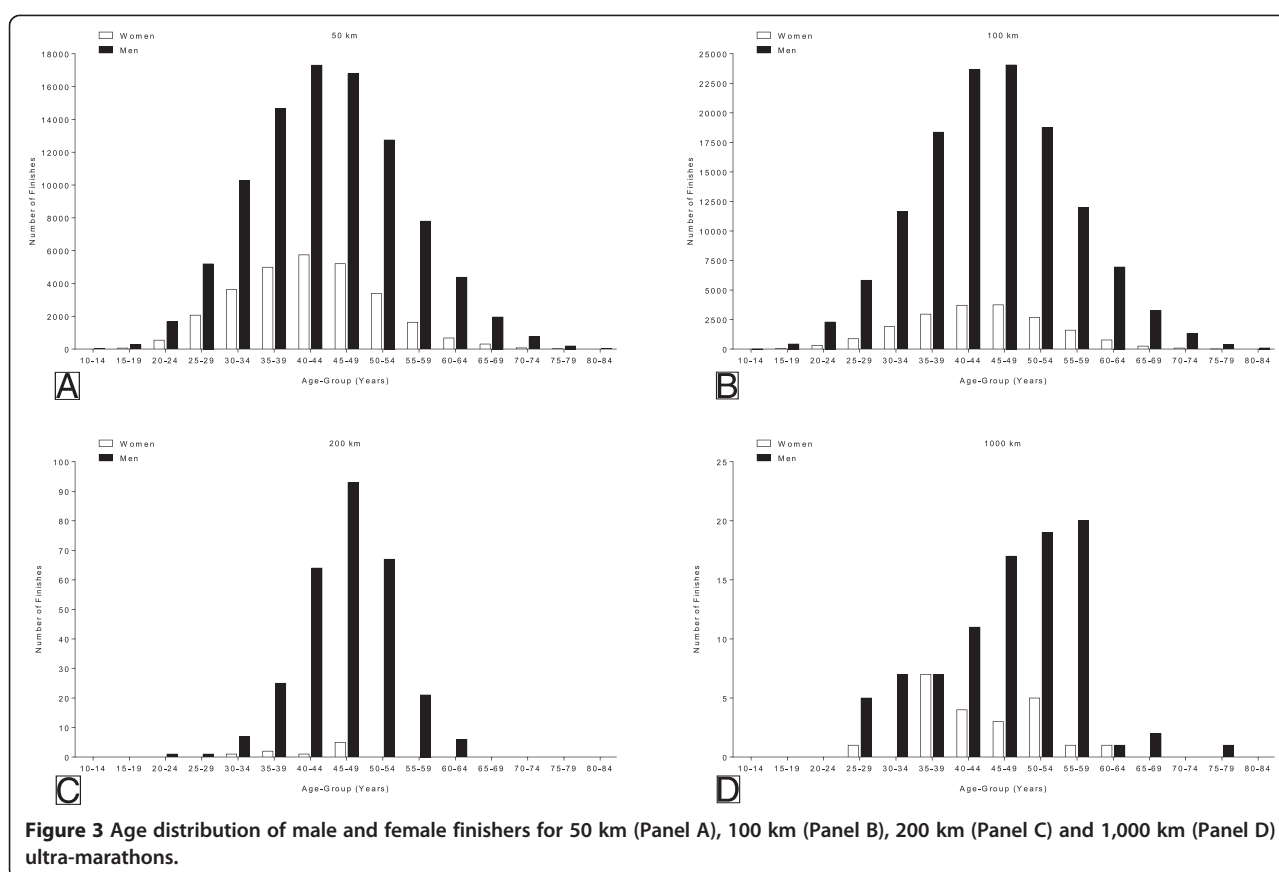 Women
Men
50 km
18000
16000
14000
12000
10000
8000
6000
4000
2000
0
Number of Finishes
10-14 15-19 20-24 25-29 30-34 35-39 40-44 45-49 50-54 55-59 60-64 65-69 70-74 75-79 80-84
Age-Group (Years)
A
Women
Men
100 km
25000
22500
20000
17500
15000
12500
10000
7500
5000
2500
0
Number of Finishes
10-14 15-19 20-24 25-29 30-34 35-39 40-44 45-49 50-54 55-59 60-64 65-69 70-74 75-79 80-84
Age-Group (Years)
B
Women
Men
200 km
100
90
80
70
60
50
40
30
20
10
0
Number of Finishes
10-14 15-19 20-24 25-29 30-34 35-39 40-44 45-49 50-54 55-59 60-64 65-69 70-74 75-79 80-84
Age-Group (Years)
C
Women
Men
1000 km
25
20
15
10
5
0
Number of Finishes
10-14 15-19 20-24 25-29 30-34 35-39 40-44 45-49 50-54 55-59 60-64 65-69 70-74 75-79 80-84
Age-Group (Years)
D
Figure 3 Age distribution of male and female finishers for 50 km (Panel A), 100 km (Panel B), 200 km (Panel C) and 1,000 km (Panel D)
ultra-marathons.